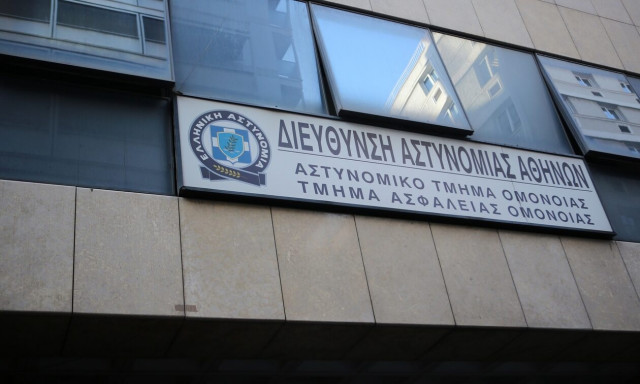 ΕΛΛΗΝΙΚΗ ΑΣΤΥΝΟΜΙΑ
ΔΙΕΥΘΥΝΣΗ ΑΣΤΥΝΟΜΙΑΣ ΑΘΗΝΩΝ
ΑΣΤΥΝΟΜΙΚΟ ΤΜΗΜΑ ΟΜΟΝΟΙΑΣ
ΤΜΗΜΑ ΑΣΦΑΛΕΙΑΣ ΟΜΟΝΟΙΑΣ